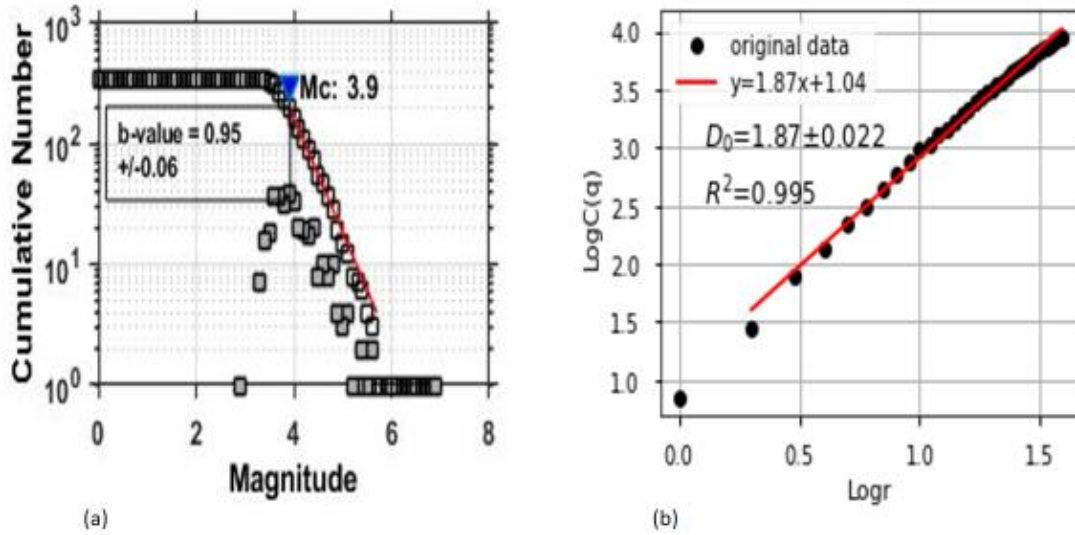 10³
10²
10¹
10⁰
Cumulative Number
Mc: 3.9
b-value = 0.95
+/-0.06
0
2
4
6
8
Magnitude
(a)
4.0
3.5
3.0
2.5
2.0
1.5
1.0
LogC(q)
original data
y=1.87x+1.04
D₀=1.87±0.022
R²=0.995
0.0
0.5
1.0
1.5
Logr
(b)